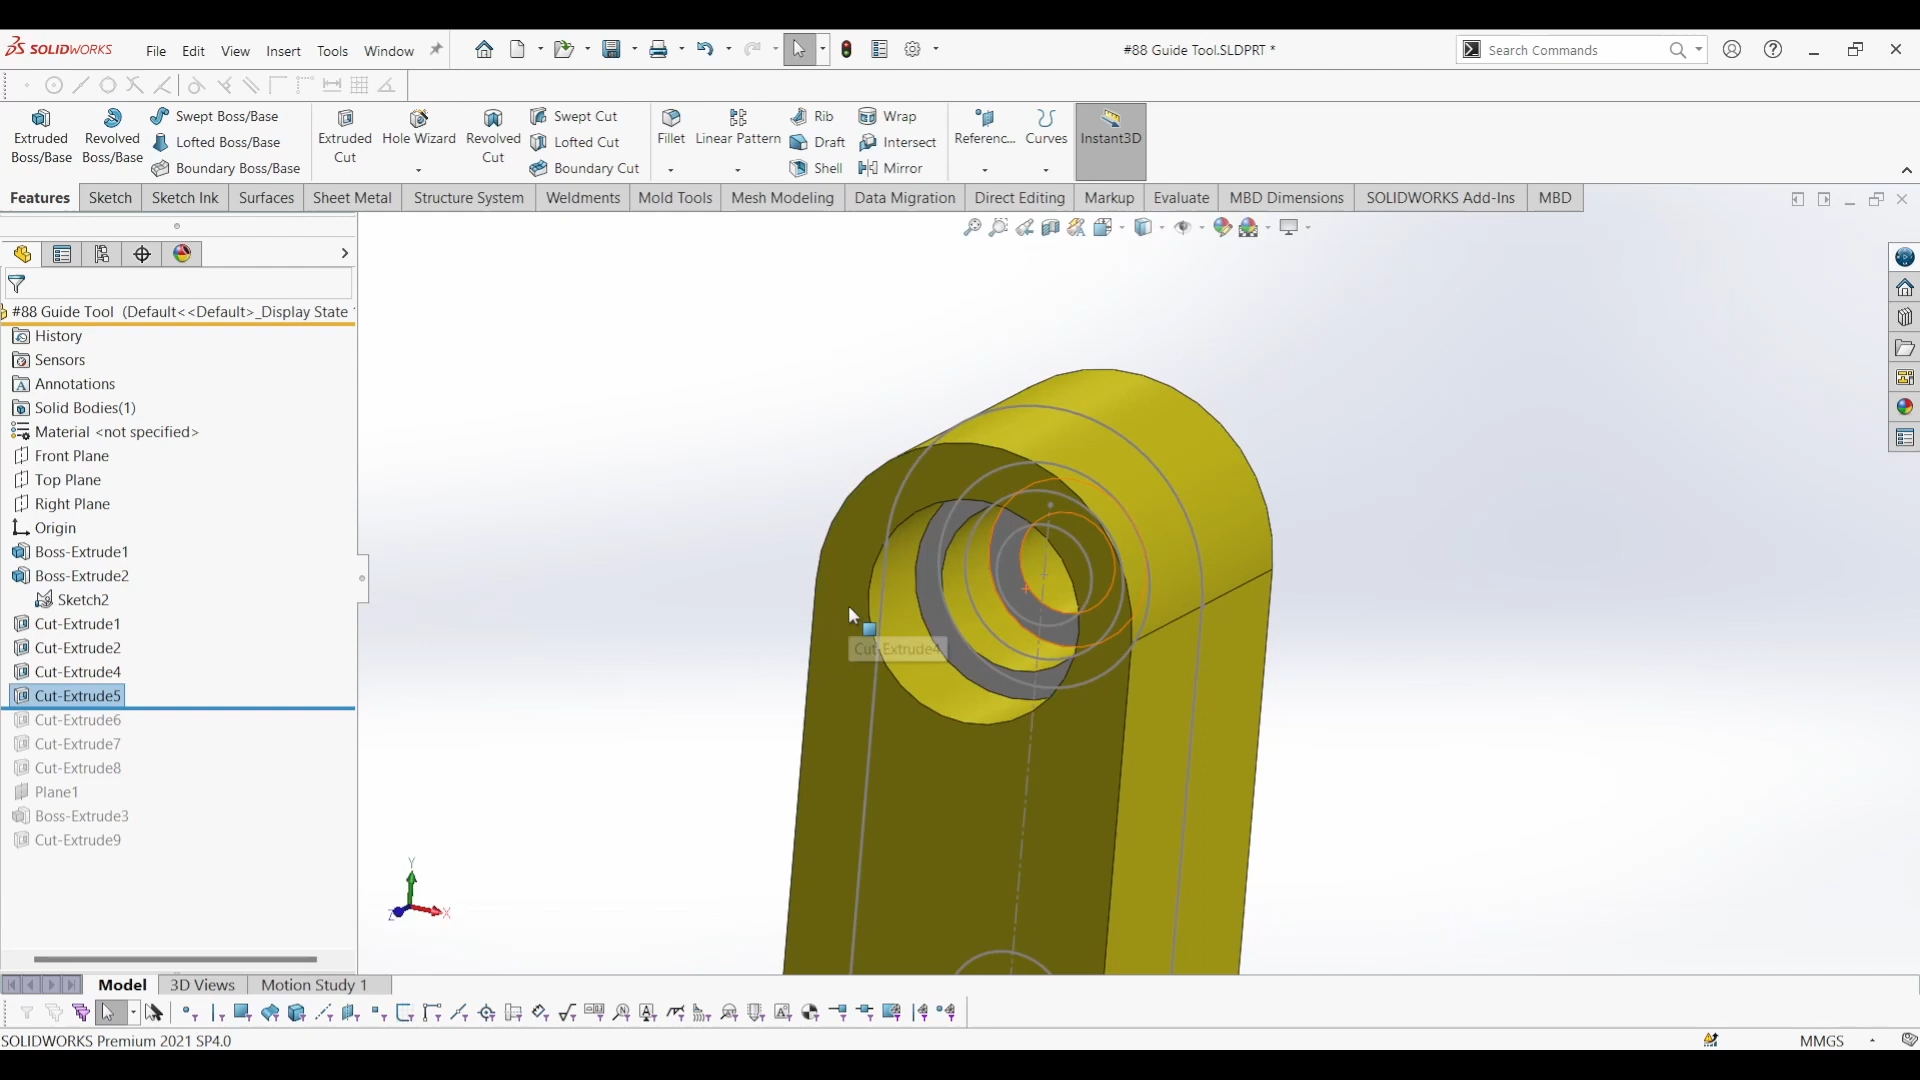 SOLIDWORKS
File Edit View Insert Tools Window
#88 Guide Tool.SLDPRT *
Search Commands
Extruded Boss/Base
Revolved Boss/Base
Swept Boss/Base
Lofted Boss/Base
Boundary Boss/Base
Extruded Cut
Hole Wizard
Revolved Cut
Swept Cut
Lofted Cut
Boundary Cut
Fillet
Linear Pattern
Rib
Draft
Shell
Wrap
Intersect
Mirror
Referenc...
Curves
Instant3D
Features Sketch Sketch Ink Surfaces Sheet Metal Structure System Weldments Mold Tools Mesh Modeling Data Migration Direct Editing Markup Evaluate MBD Dimensions SOLIDWORKS Add-Ins MBD
#88 Guide Tool (Default<<Default>_Display State
History
Sensors
Annotations
Solid Bodies(1)
Material <not specified>
Front Plane
Top Plane
Right Plane
Origin
Boss-Extrude1
Boss-Extrude2
Sketch2
Cut-Extrude1
Cut-Extrude2
Cut-Extrude4
Cut-Extrude5
Cut-Extrude6
Cut-Extrude7
Cut-Extrude8
Plane1
Boss-Extrude3
Cut-Extrude9
Cut-Extrude4
Y
Z
X
Model 3D Views Motion Study 1
SOLIDWORKS Premium 2021 SP4.0
MMGS